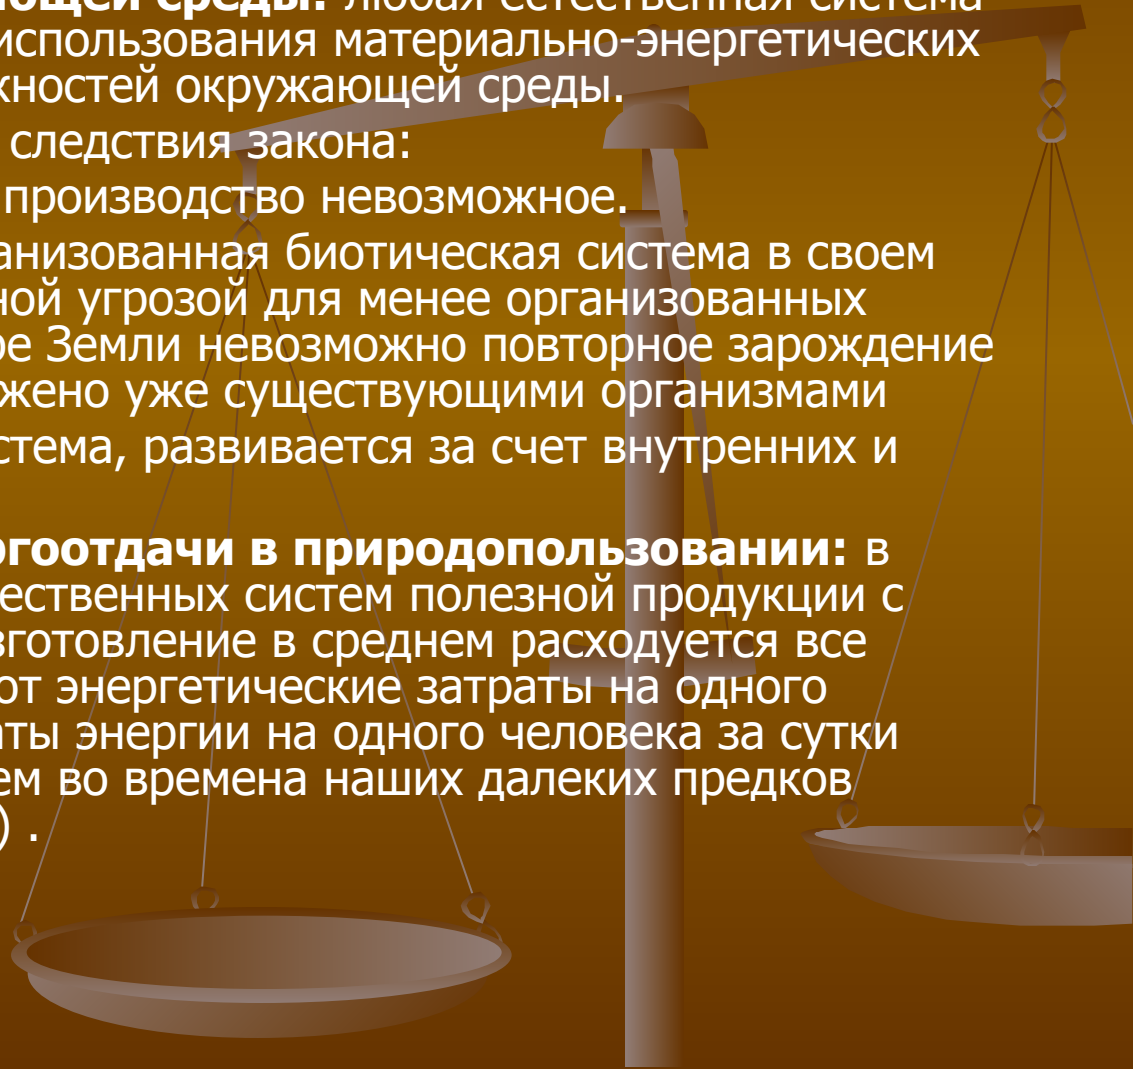 ющей среды: любая естественная система
использования материально-энергетических
жностей окружающей среды.
следствия закона:
производство невозможное.
анизованная биотическая система в своем
ной угрозой для менее организованных
ре Земли невозможно повторное зарождение
жено уже существующими организмами
стема, развивается за счет внутренних и
ргоотдачи в природопользовании: в
ественных систем полезной продукции с
зготовление в среднем расходуется все
ют энергетические затраты на одного
аты энергии на одного человека за сутки
ем во времена наших далеких предков
) .